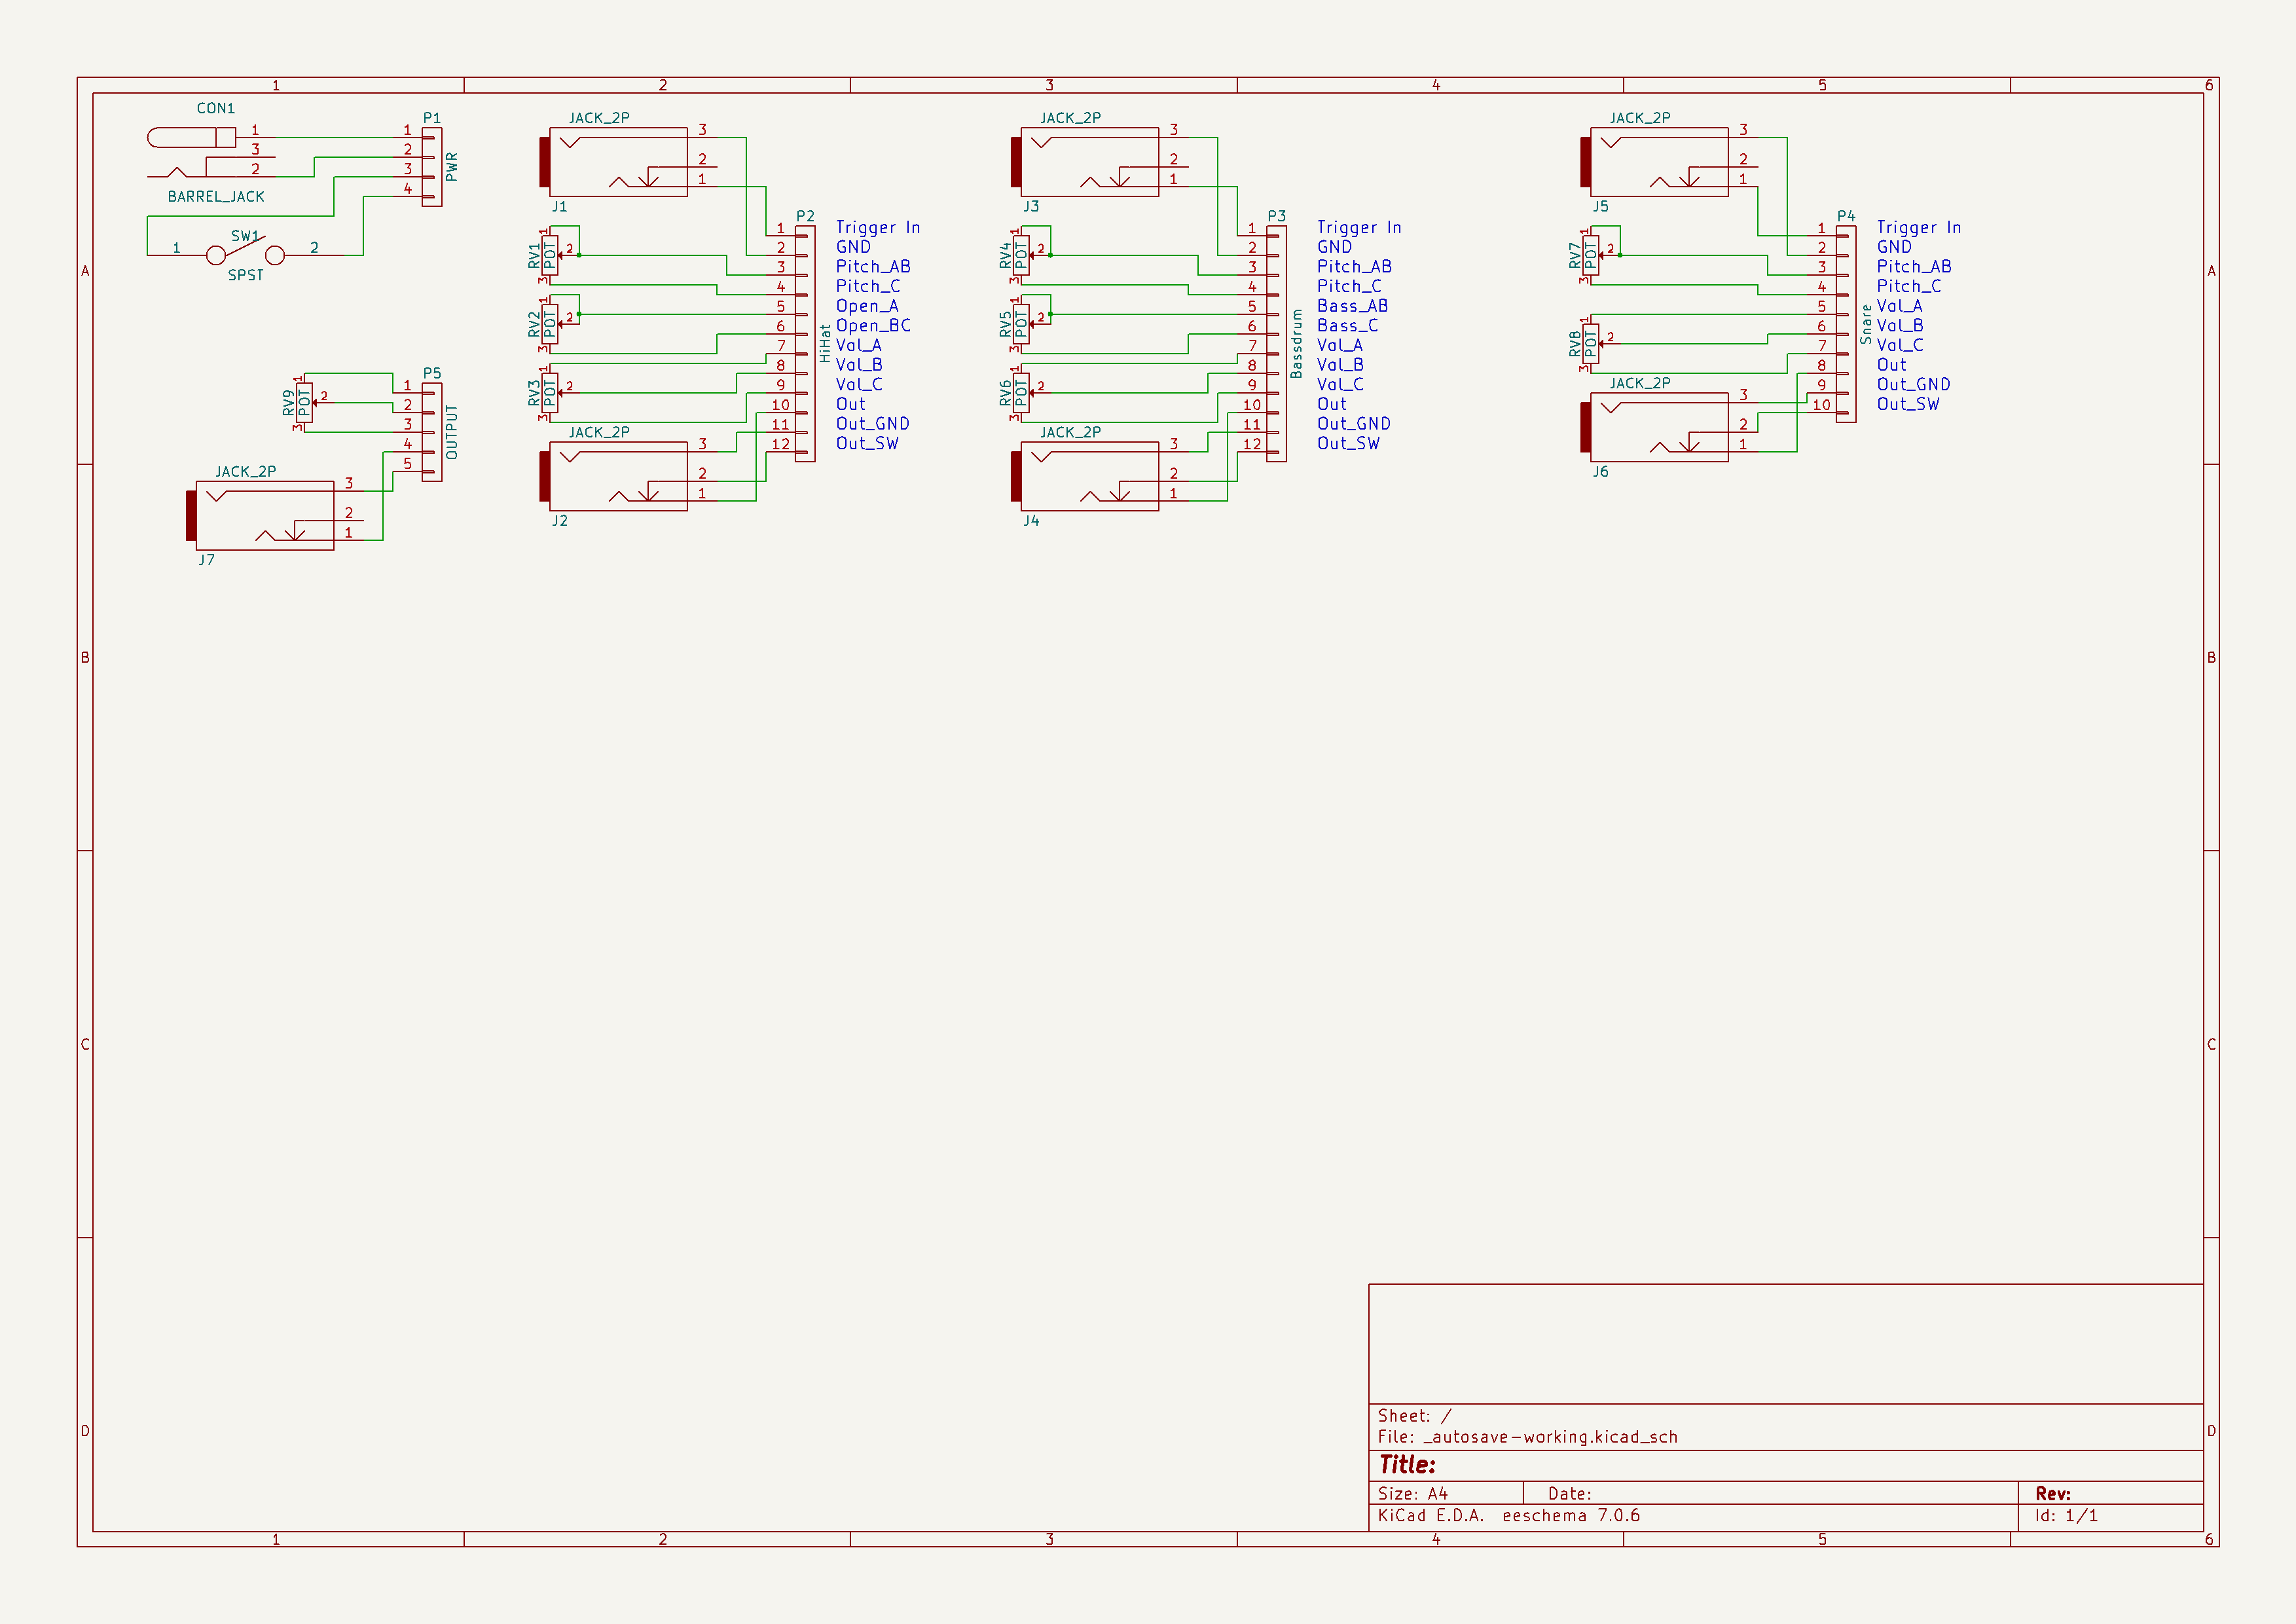 1 2 3 4 5 6
A
B
C
D
A
B
C
D
CON1
1
3
2
BARREL_JACK
P1
1
2
3
4
PWR
SW1
1
2
SPST
RV9
POT
1
2
3
P5
1
2
3
4
5
OUTPUT
JACK_2P
3
2
1
J7
JACK_2P
3
2
1
J1
RV1
POT
1
2
3
RV2
POT
1
2
3
RV3
POT
1
2
3
JACK_2P
3
2
1
J2
P2
1
2
3
4
5
6
7
8
9
10
11
12
HiHat
Trigger In
GND
Pitch_AB
Pitch_C
Open_A
Open_BC
Val_A
Val_B
Val_C
Out
Out_GND
Out_SW
JACK_2P
3
2
1
J3
RV4
POT
1
2
3
RV5
POT
1
2
3
RV6
POT
1
2
3
JACK_2P
3
2
1
J4
P3
1
2
3
4
5
6
7
8
9
10
11
12
Bassdrum
Trigger In
GND
Pitch_AB
Pitch_C
Bass_AB
Bass_C
Val_A
Val_B
Val_C
Out
Out_GND
Out_SW
JACK_2P
3
2
1
J5
RV7
POT
1
2
3
RV8
POT
1
2
3
JACK_2P
3
2
1
J6
P4
1
2
3
4
5
6
7
8
9
10
Snare
Trigger In
GND
Pitch_AB
Pitch_C
Val_A
Val_B
Val_C
Out
Out_GND
Out_SW
Sheet: /
File: _autosave-working.kicad_sch
Title:
Size: A4 Date: Rev:
KiCad E.D.A. eeschema 7.0.6 Id: 1/1
1 2 3 4 5 6